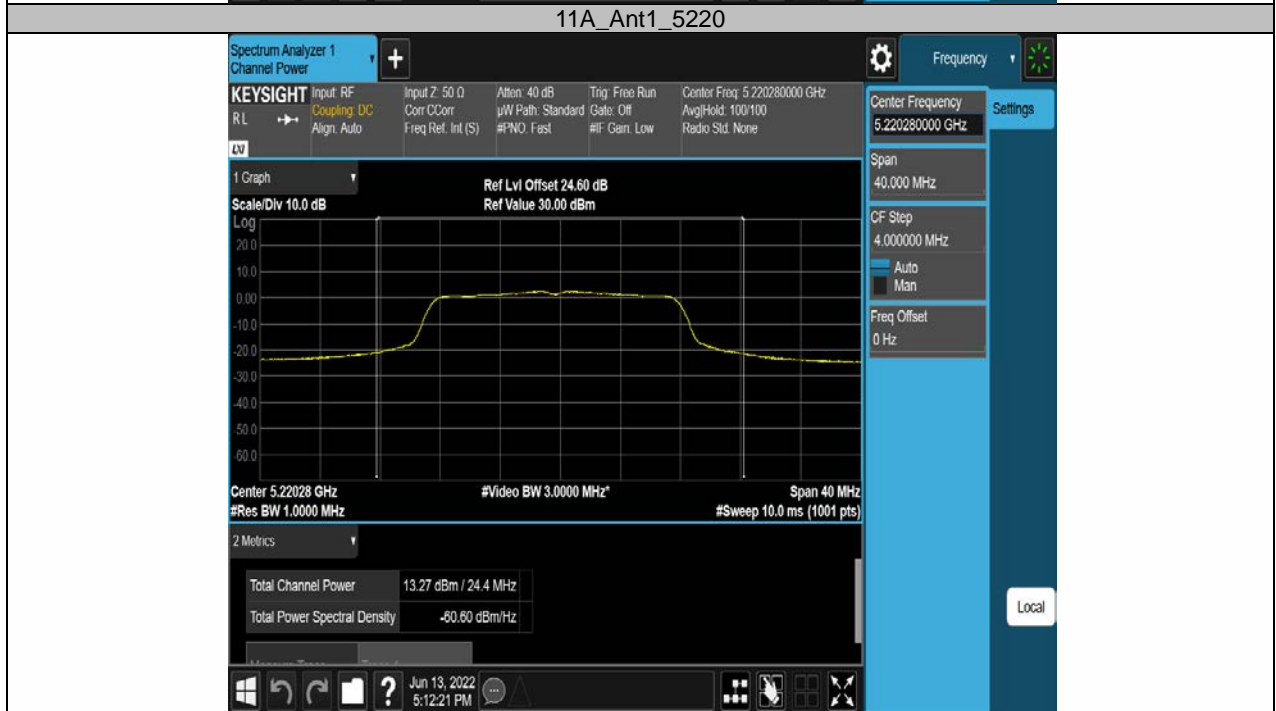 11A_Ant1_5220
Spectrum Analyzer 1
Channel Power
+
Frequency
KEYSIGHT
RL
LXI
Input: RF
Coupling: DC
Align: Auto
Input Z: 50 Ω
Corr CCorr
Freq Ref: Int (S)
Atten: 40 dB
µW Path: Standard
#PNO: Fast
Trig: Free Run
Gate: Off
#IF Gain: Low
Center Freq: 5.220280000 GHz
Avg|Hold: 100/100
Radio Std: None
Center Frequency
5.220280000 GHz
Settings
Span
40.000 MHz
CF Step
4.000000 MHz
Auto
Man
Freq Offset
0 Hz
Local
1 Graph
Scale/Div 10.0 dB
Ref Lvl Offset 24.60 dB
Ref Value 30.00 dBm
Log
20.0
10.0
0.00
-10.0
-20.0
-30.0
-40.0
-50.0
-60.0
Center 5.22028 GHz
#Video BW 3.0000 MHz*
Span 40 MHz
#Res BW 1.0000 MHz
#Sweep 10.0 ms (1001 pts)
2 Metrics
Total Channel Power 13.27 dBm / 24.4 MHz
Total Power Spectral Density -60.60 dBm/Hz
?
Jun 13, 2022
5:12:21 PM